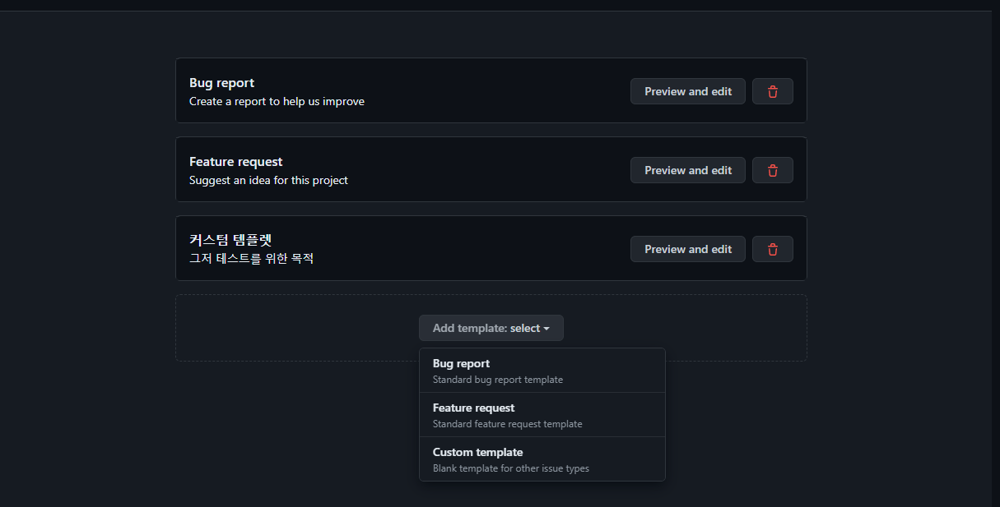 Bug report
Create a report to help us improve
Preview and edit
Feature request
Suggest an idea for this project
Preview and edit
커스텀 템플렛
그저 테스트를 위한 목적
Preview and edit
Add template: select
Bug report
Standard bug report template
Feature request
Standard feature request template
Custom template
Blank template for other issue types